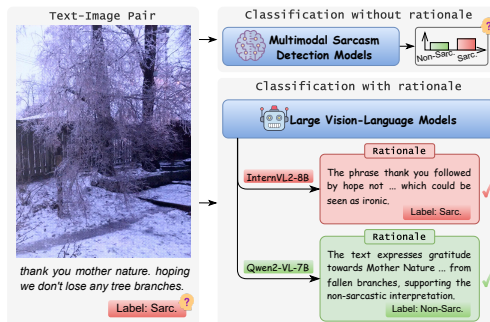 Text-Image Pair
thank you mother nature. hoping
we don't lose any tree branches.
Label: Sarc.
?
Classification without rationale
Multimodal Sarcasm
Detection Models
Non-Sarc.
Sarc.
?
Classification with rationale
Large Vision-Language Models
InternVL2-8B
Rationale
The phrase thank you followed
by hope not ... which could be
seen as ironic.
Label: Sarc.
Qwen2-VL-7B
Rationale
The text expresses gratitude
towards Mother Nature ... from
fallen branches, supporting the
non-sarcastic interpretation.
Label: Non-Sarc.